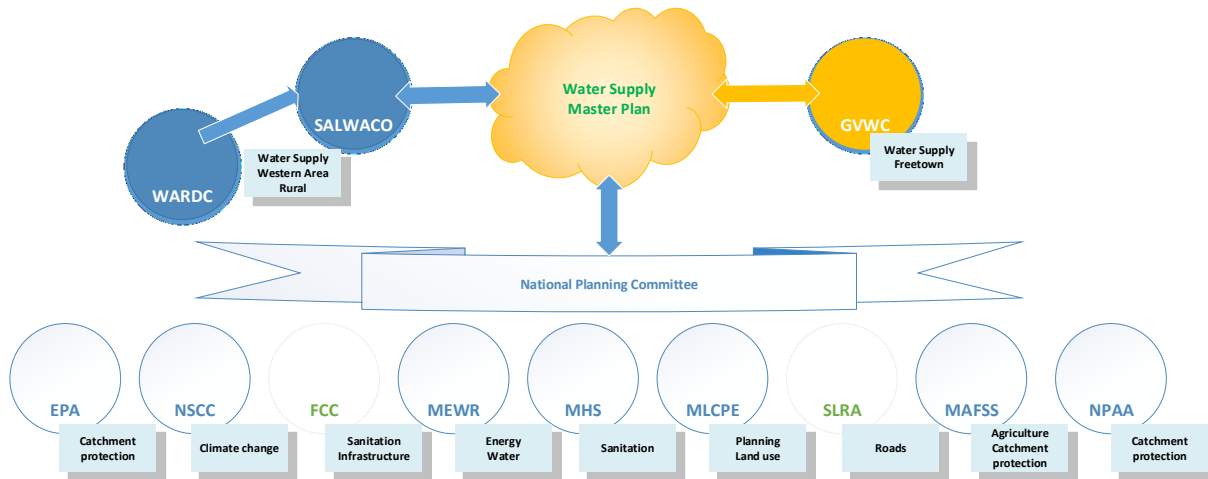 Water Supply
Master Plan
SALWACO
GVWC
WARDC
Water Supply
Western Area
Rural
Water Supply
Freetown
National Planning Committee
EPA
NSCC
FCC
MEWR
MHS
MLCPE
SLRA
MAFSS
NPAA
Catchment
protection
Climate change
Sanitation
Infrastructure
Energy
Water
Sanitation
Planning
Land use
Roads
Agriculture
Catchment
protection
Catchment
protection